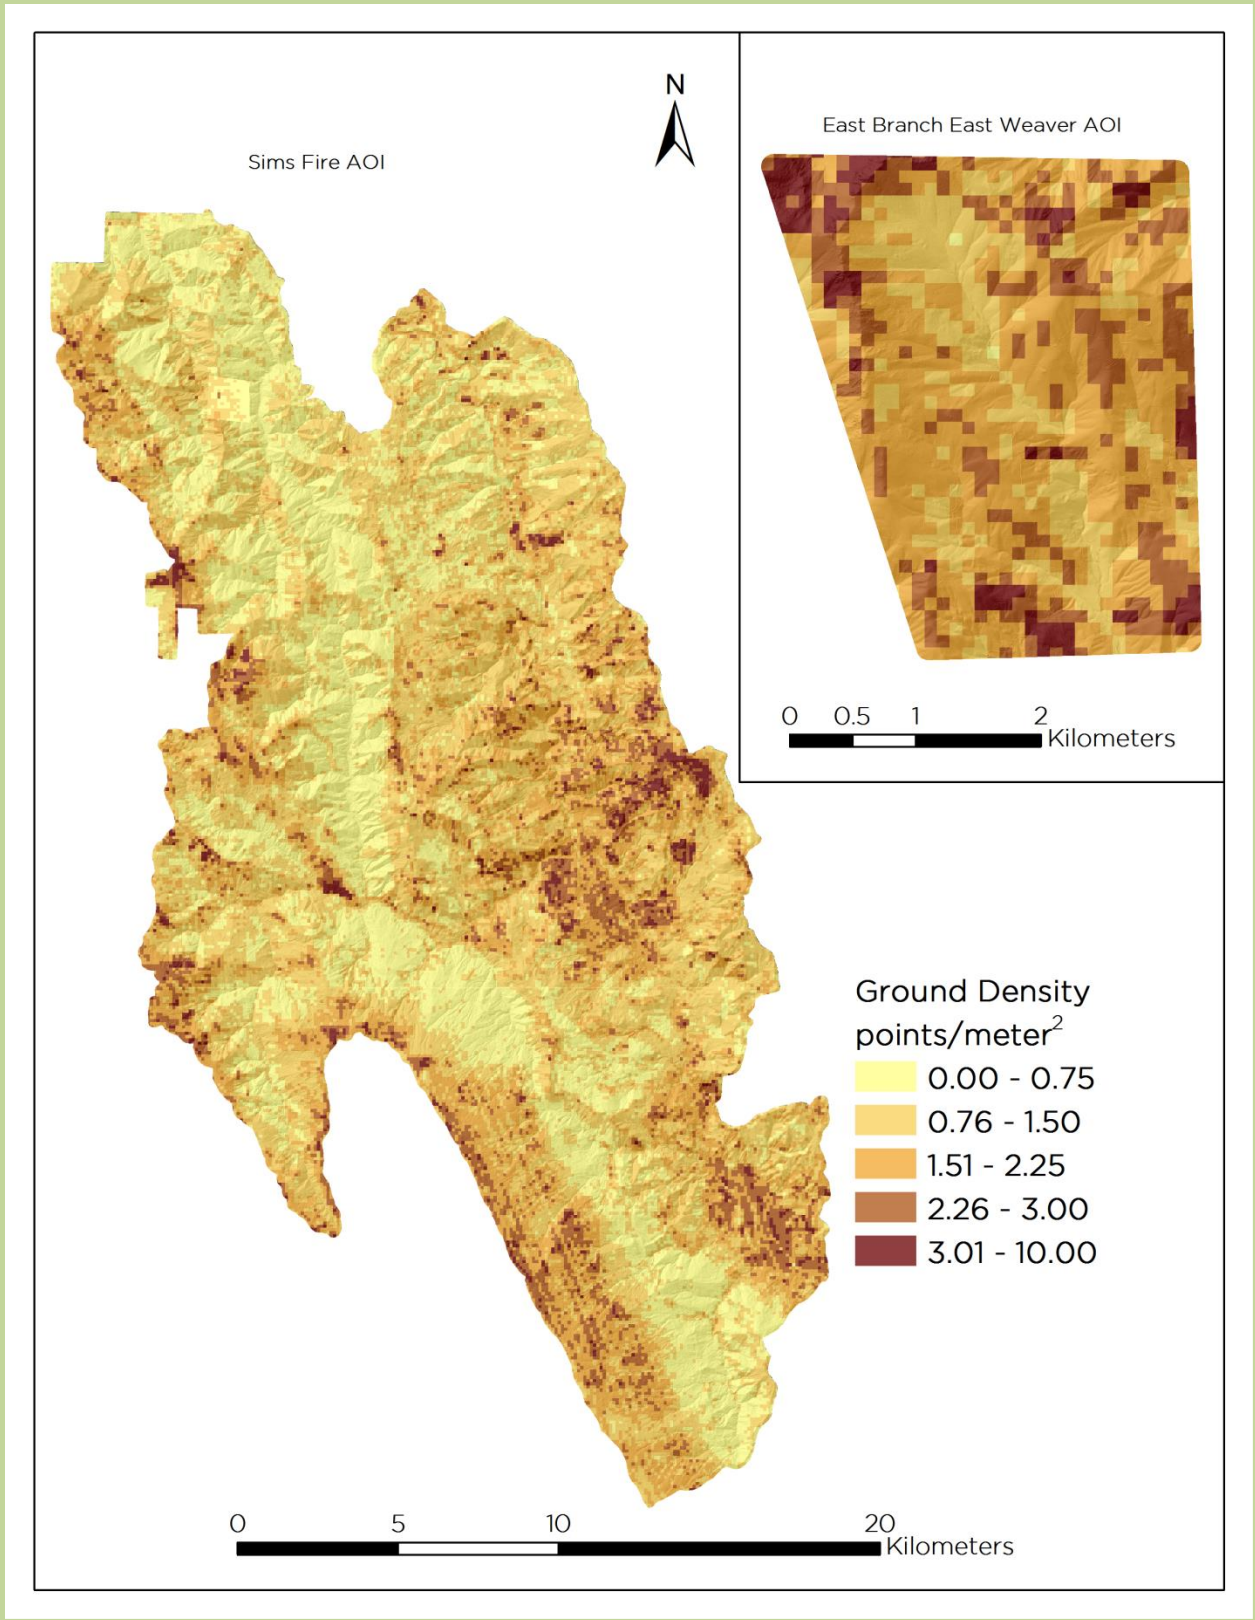 N
Sims Fire AOI
East Branch East Weaver AOI
0 0.5 1 2
Kilometers
Ground Density
points/meter²
0.00 - 0.75
0.76 - 1.50
1.51 - 2.25
2.26 - 3.00
3.01 - 10.00
0 5 10 20
Kilometers